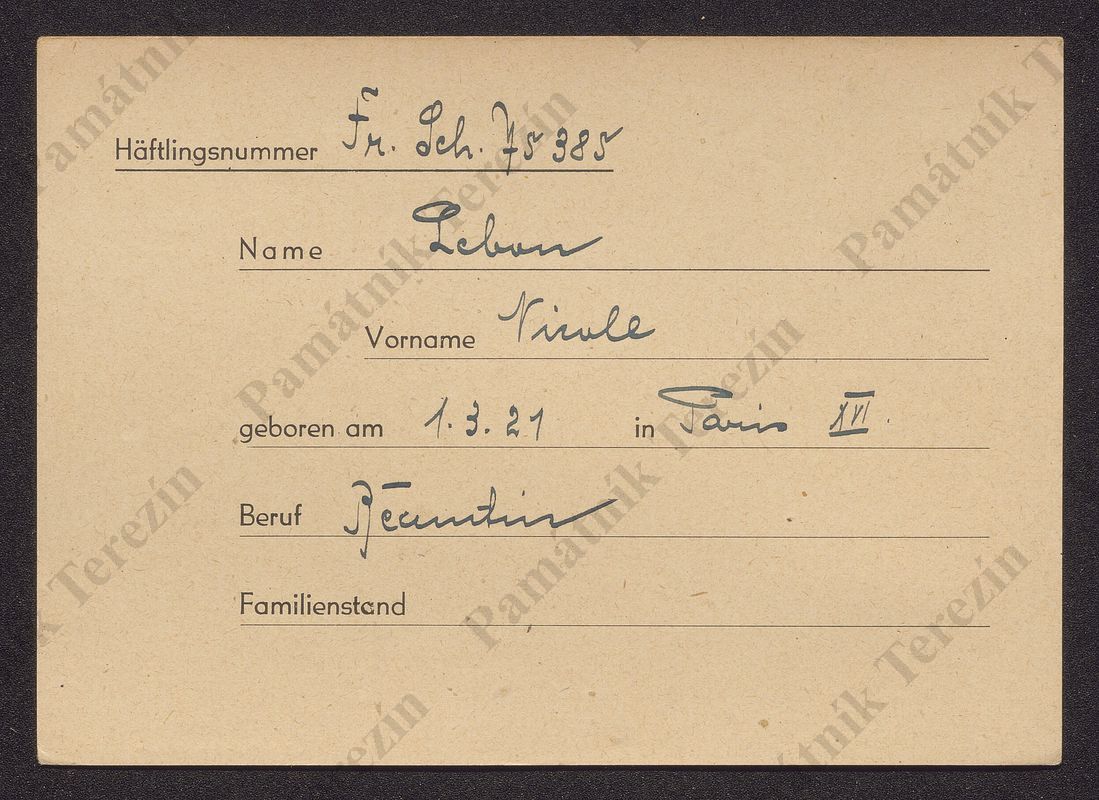 Häftlingsnummer Fr. Sch. 75385
Name Lebon
Vorname Nicole
geboren am 1.3.21 in Paris XVI.
Beruf Beamtin
Familienstand
Památník Terezín